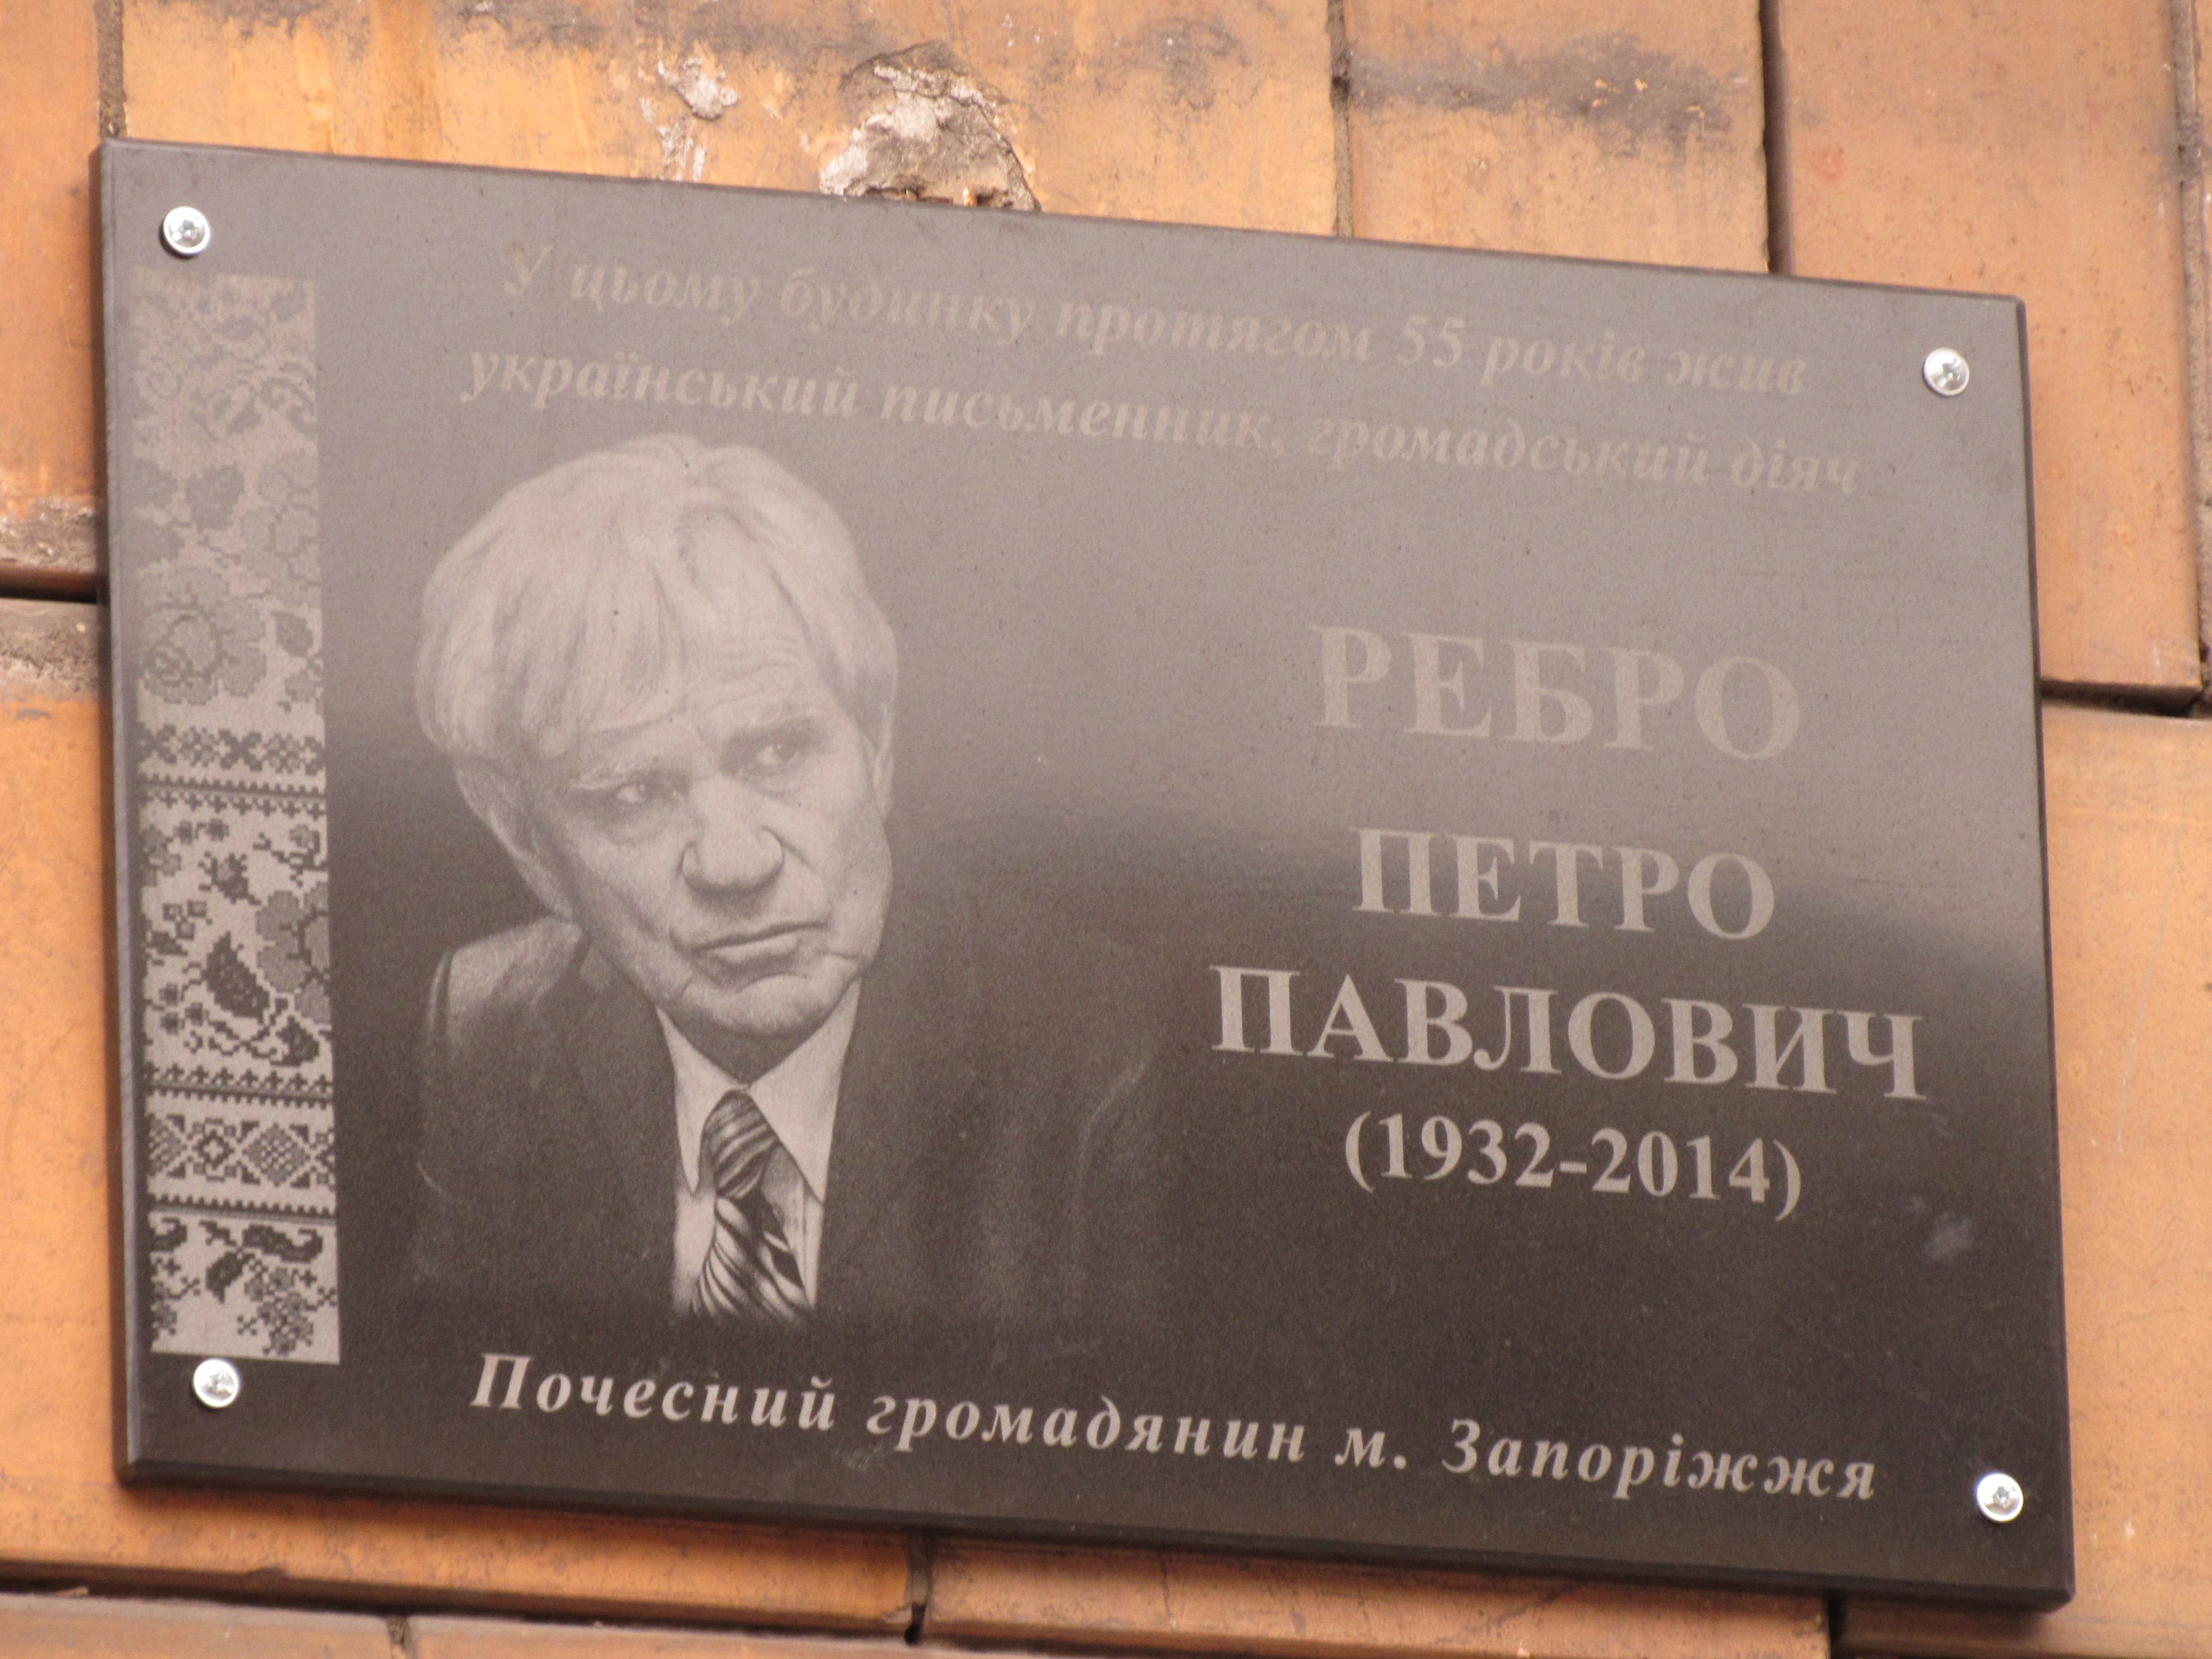 У цьому будинку протягом 55 років жив
український письменник, громадський діяч
РЕБРО
ПЕТРО
ПАВЛОВИЧ
(1932-2014)
Почесний громадянин м. Запоріжжя